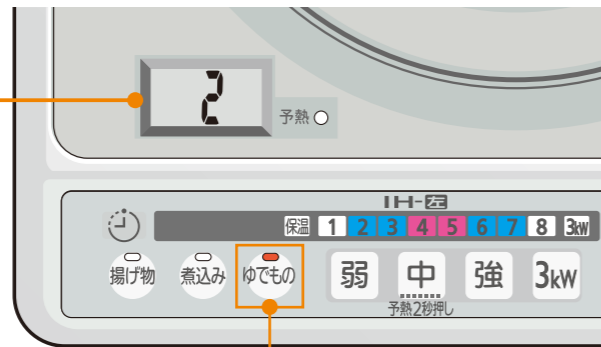 2
予熱
IH-左
保温 1 2 3 4 5 6 7 8 3kW
揚げ物 煮込み ゆでもの 弱 中 強 3kW
予熱2秒押し